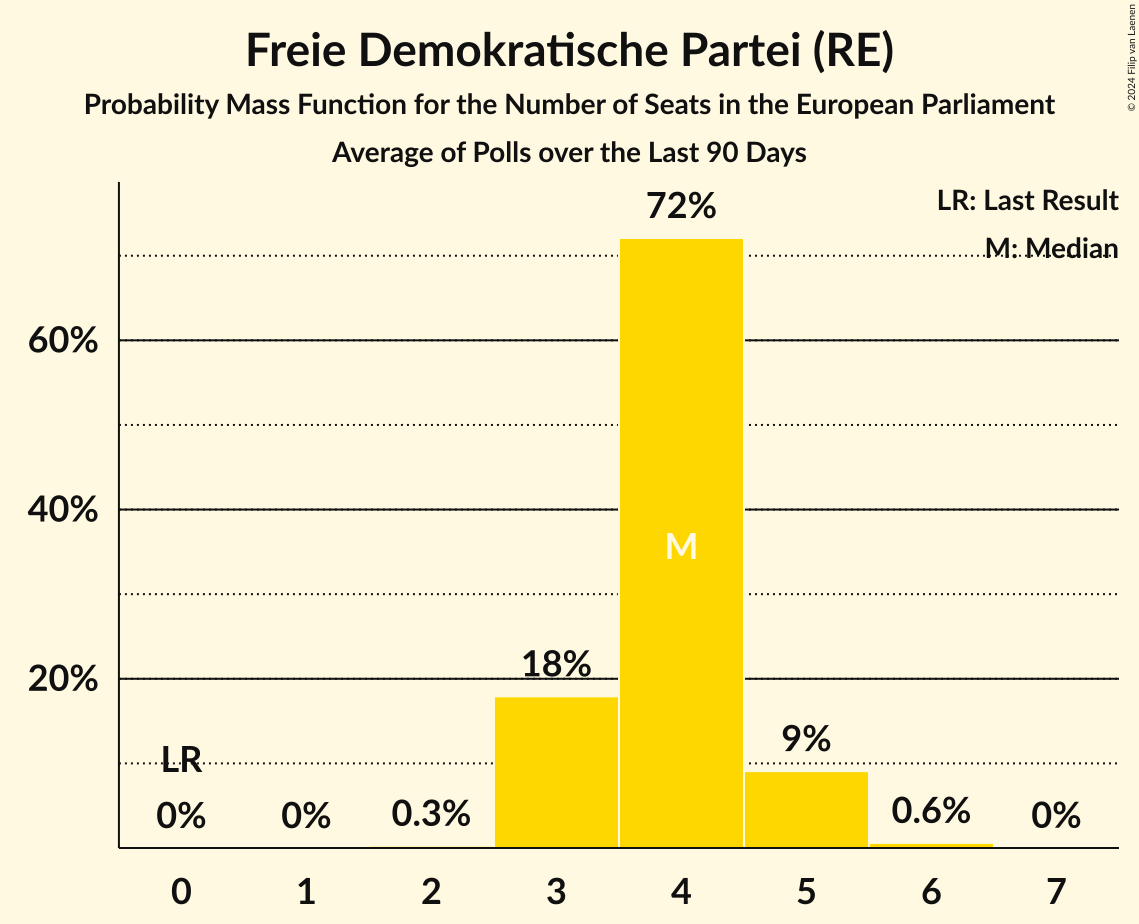 Freie Demokratische Partei (RE)
Probability Mass Function for the Number of Seats in the European Parliament
Average of Polls over the Last 90 Days
© 2024 Filip van Laenen
LR: Last Result
M: Median
72%
60%
40%
M
18%
20%
9%
LR
0%
0%
0.3%
0.6%
0%
0 1 2 3 4 5 6 7